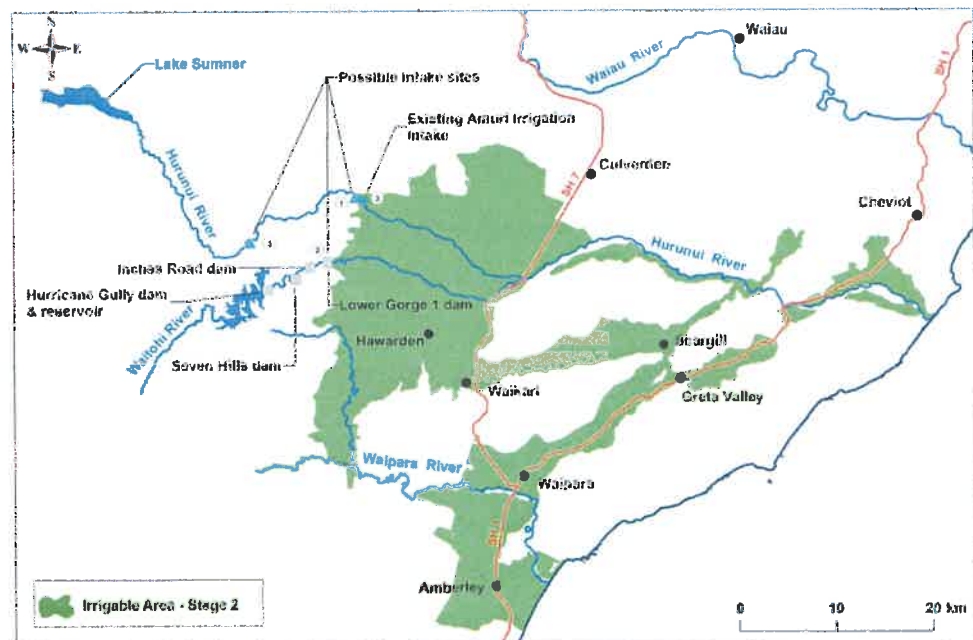 N
W E
S
Lake Sumner
Possible intake sites
Existing Amuri Irrigation
Intake
Waiau River
Waiau
SH 1
Culverden
SH 7
Cheviot
Hurunui River
1
3
Hurunui River
Inches Road dam
Hurricane Gully dam
& reservoir
Lower Gorge 1 dam
Hawarden
Waitohi River
Seven Hills dam
Waikari
Scargill
Greta Valley
Waipara River
Waipara
Amberley
Irrigable Area - Stage 2
0 10 20 km